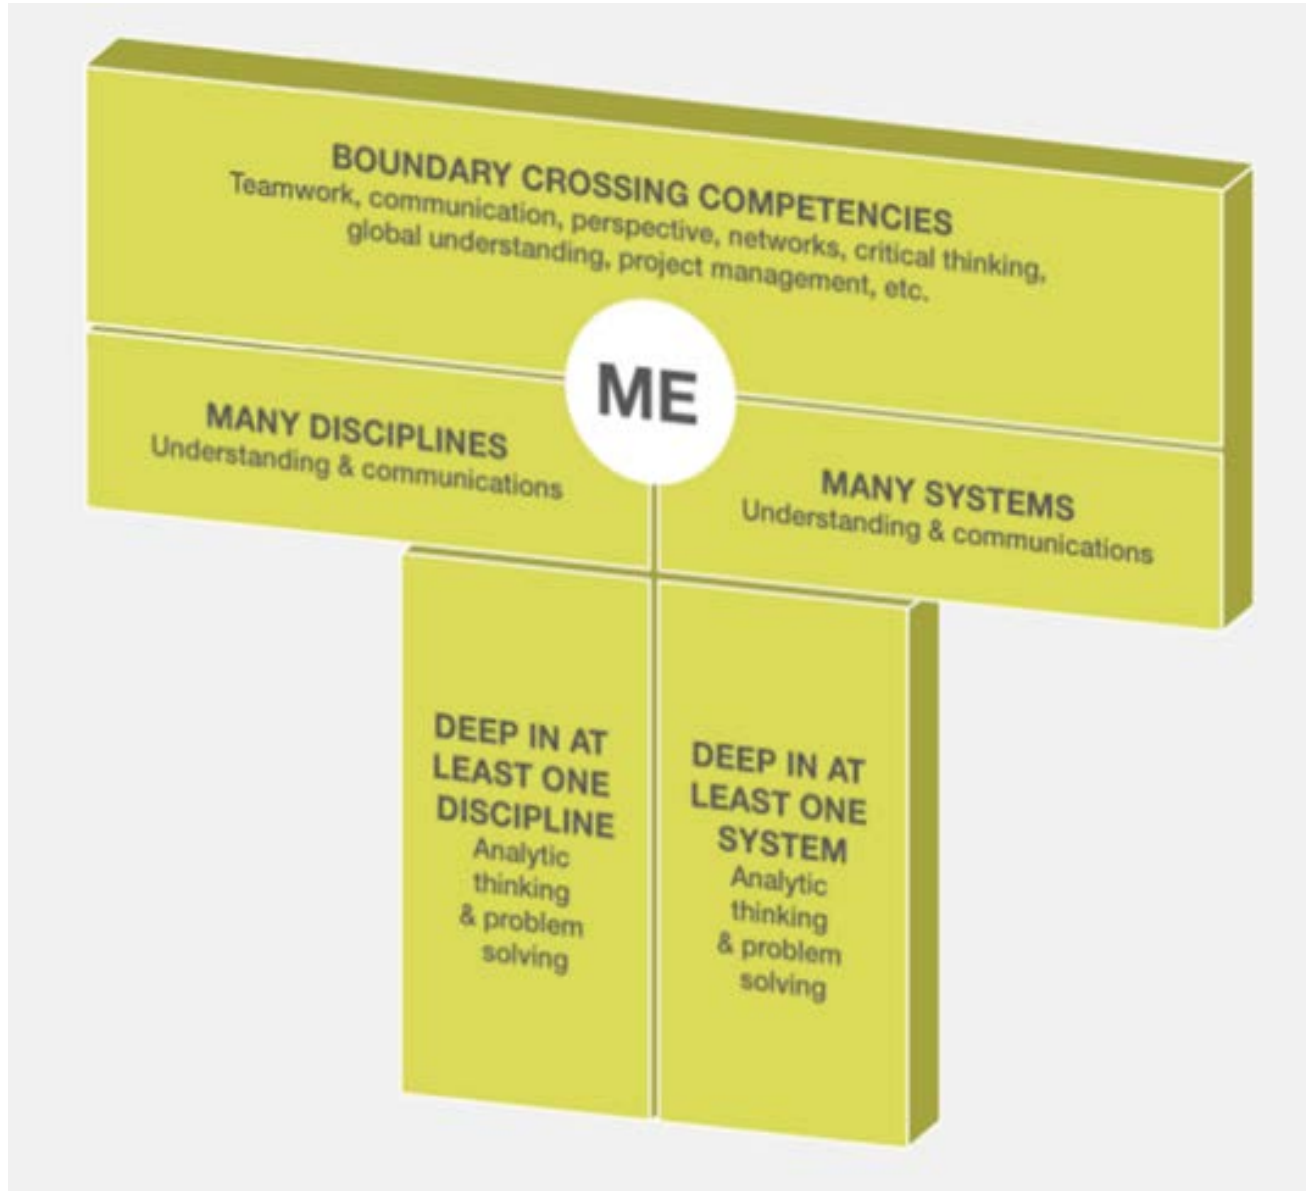 BOUNDARY CROSSING COMPETENCIES
Teamwork, communication, perspective, networks, critical thinking,
global understanding, project management, etc.
ME
MANY DISCIPLINES
Understanding & communications
MANY SYSTEMS
Understanding & communications
DEEP IN AT
LEAST ONE
DISCIPLINE
Analytic
thinking
& problem
solving
DEEP IN AT
LEAST ONE
SYSTEM
Analytic
thinking
& problem
solving